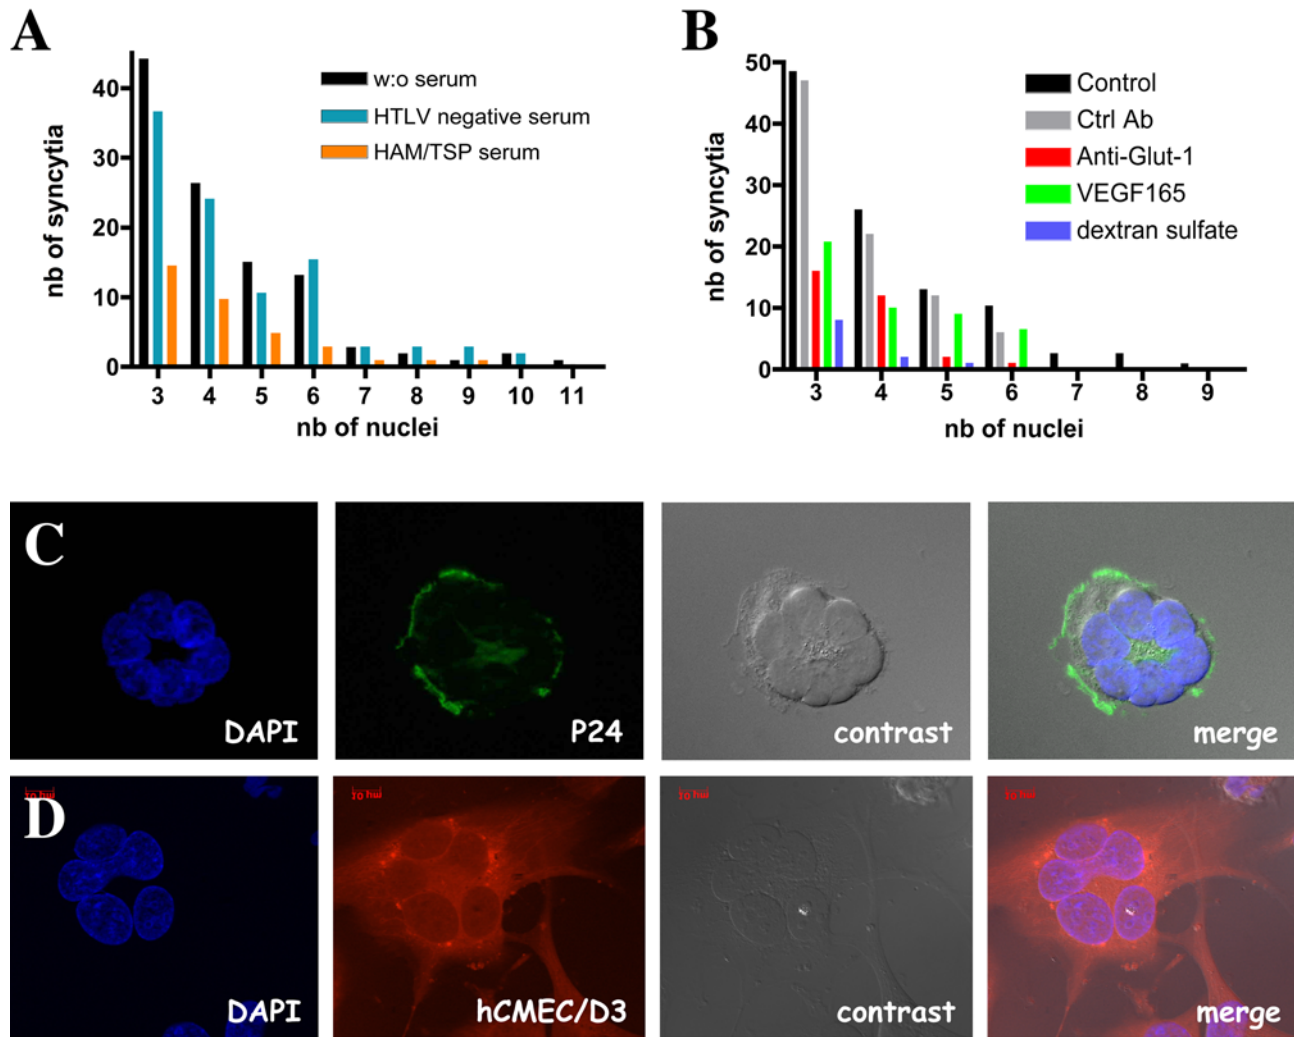 A
nb of syncytia
40
30
20
10
0
3 4 5 6 7 8 9 10 11
nb of nuclei
w:o serum
HTLV negative serum
HAM/TSP serum
B
nb of syncytia
50
40
30
20
10
0
3 4 5 6 7 8 9
nb of nuclei
Control
Ctrl Ab
Anti-Glut-1
VEGF165
dextran sulfate
C
DAPI
P24
contrast
merge
D
DAPI
hCMEC/D3
contrast
merge